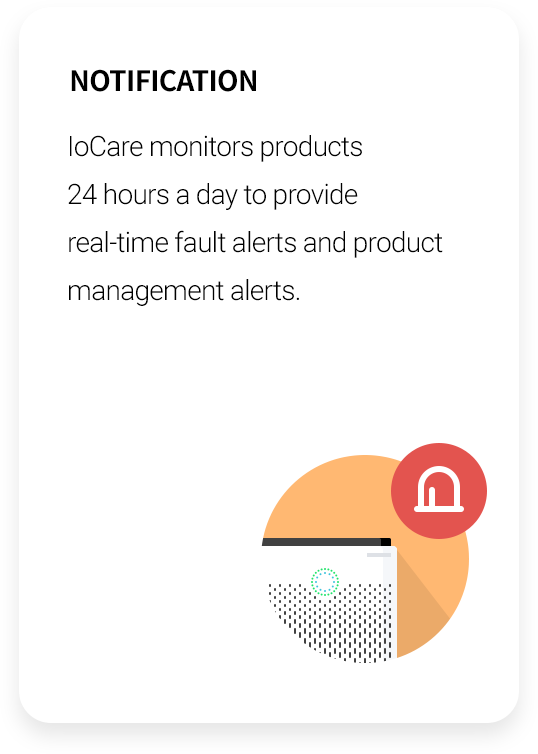 NOTIFICATION
IoCare monitors products
24 hours a day to provide
real-time fault alerts and product
management alerts.